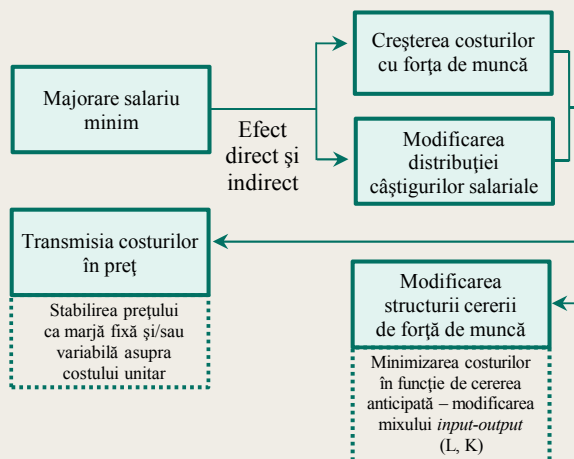 Majorare salariu
minim
Efect
direct şi
indirect
Creşterea costurilor
cu forţa de muncă
Modificarea
distribuţiei
câştigurilor salariale
Transmisia costurilor
în preţ
Stabilirea preţului
ca marjă fixă şi/sau
variabilă asupra
costului unitar
Modificarea
structurii cererii
de forţă de muncă
Minimizarea costurilor
în funcţie de cererea
anticipată – modificarea
mixului input-output
(L, K)